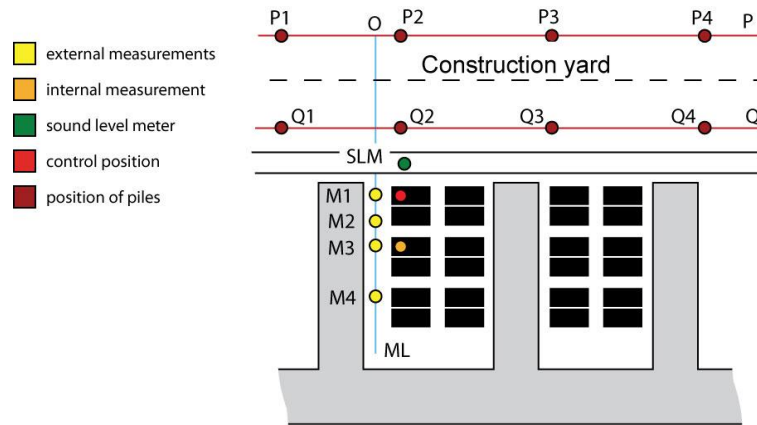 P1
O
P2
P3
P4
P
external measurements
internal measurement
sound level meter
control position
position of piles
Construction yard
Q1
Q2
Q3
Q4
Q
SLM
M1
M2
M3
M4
ML